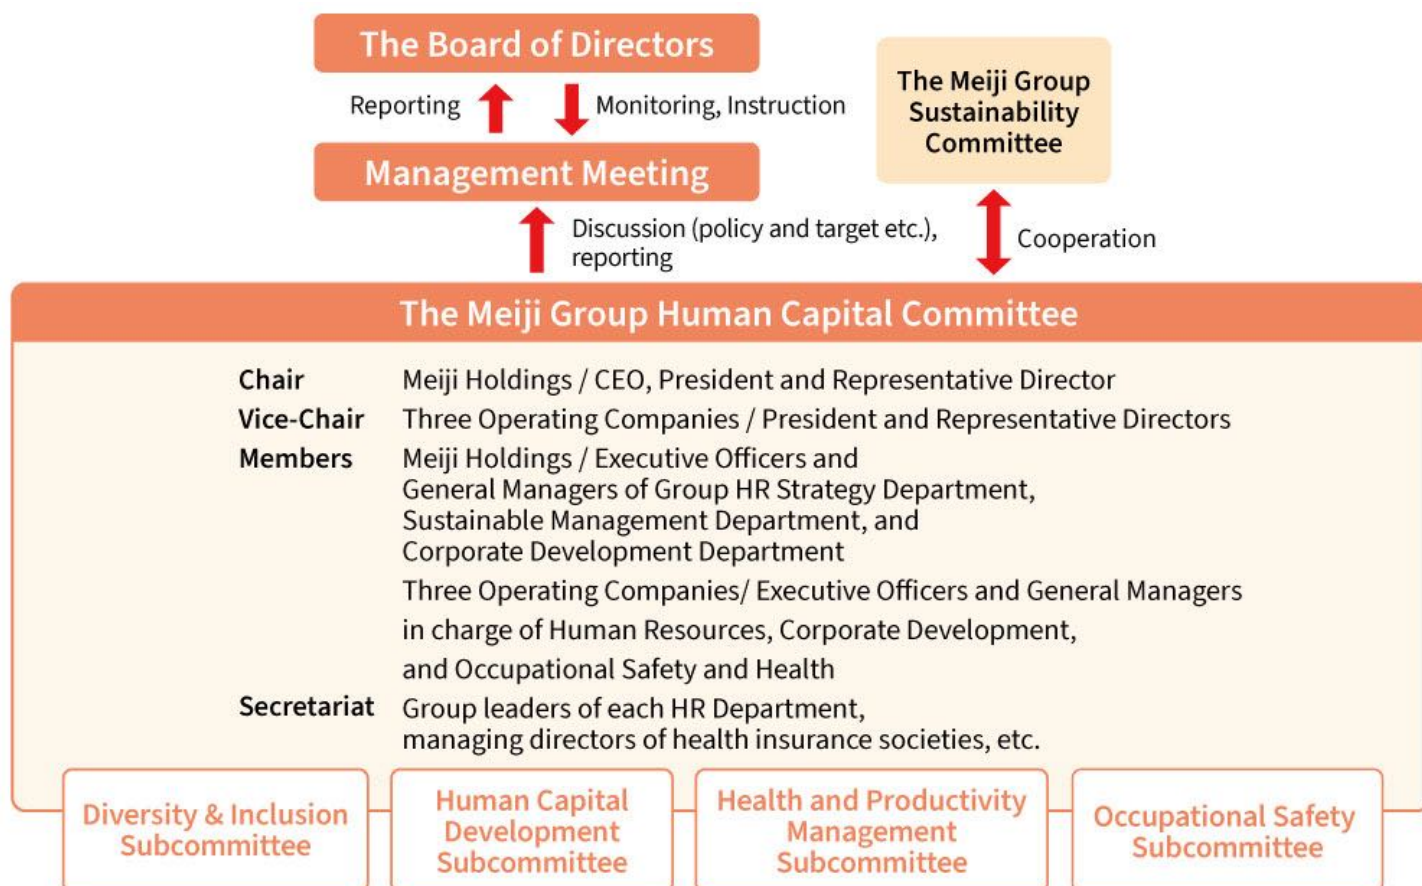 The Board of Directors
Reporting
Monitoring, Instruction
Management Meeting
The Meiji Group
Sustainability
Committee
Discussion (policy and target etc.),
reporting
Cooperation
The Meiji Group Human Capital Committee
Chair Meiji Holdings / CEO, President and Representative Director
Vice-Chair Three Operating Companies / President and Representative Directors
Members Meiji Holdings / Executive Officers and
General Managers of Group HR Strategy Department,
Sustainable Management Department, and
Corporate Development Department
Three Operating Companies/ Executive Officers and General Managers
in charge of Human Resources, Corporate Development,
and Occupational Safety and Health
Secretariat Group leaders of each HR Department,
managing directors of health insurance societies, etc.
Diversity & Inclusion
Subcommittee
Human Capital
Development
Subcommittee
Health and Productivity
Management
Subcommittee
Occupational Safety
Subcommittee